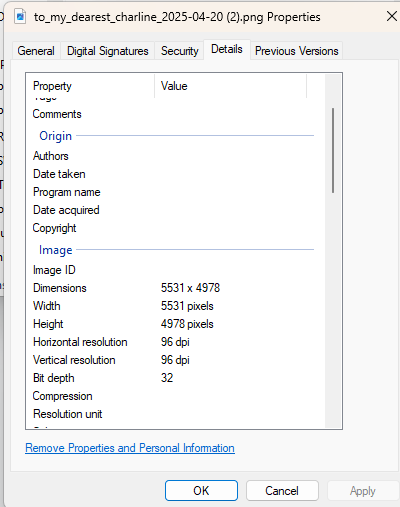 to_my_dearest_charline_2025-04-20 (2).png Properties
General Digital Signatures Security Details Previous Versions
Property Value
Comments
Origin
Authors
Date taken
Program name
Date acquired
Copyright
Image
Image ID
Dimensions 5531 x 4978
Width 5531 pixels
Height 4978 pixels
Horizontal resolution 96 dpi
Vertical resolution 96 dpi
Bit depth 32
Compression
Resolution unit
Remove Properties and Personal Information
OK Cancel Apply